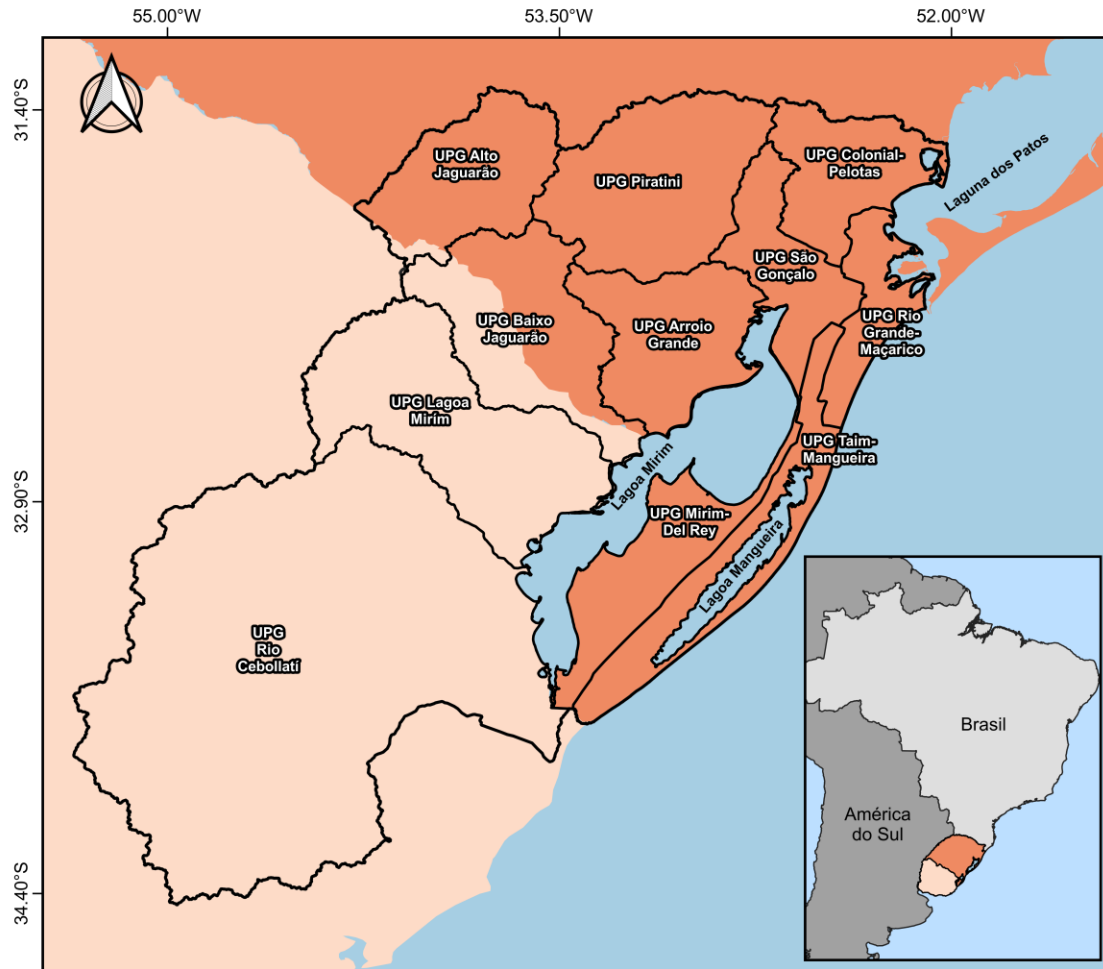 55.00°W
53.50°W
52.00°W
31.40°S
32.90°S
34.40°S
UPG Alto
Jaguarão
UPG Piratini
UPG Colonial-
Pelotas
Laguna dos Patos
UPG São
Gonçalo
UPG Baixo
Jaguarão
UPG Arroio
Grande
UPG Rio
Grande-
Maçarico
UPG Lagoa
Mirím
UPG Taim-
Mangueira
Lagoa Mirim
UPG Mirim-
Del Rey
Lagoa Mangueira
UPG
Rio
Cebollatí
Brasil
América
do Sul